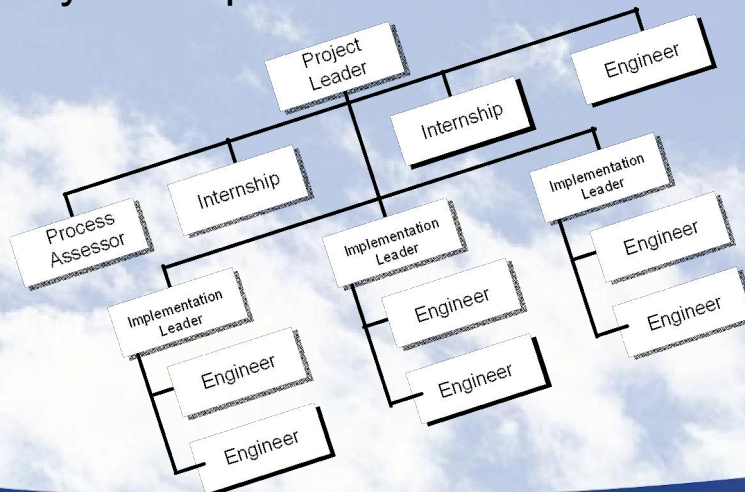 Project
Leader
Engineer
Internship
Internship
Process
Assessor
Implementation
Leader
Implementation
Leader
Implementation
Leader
Engineer
Engineer
Engineer
Engineer
Engineer
Engineer